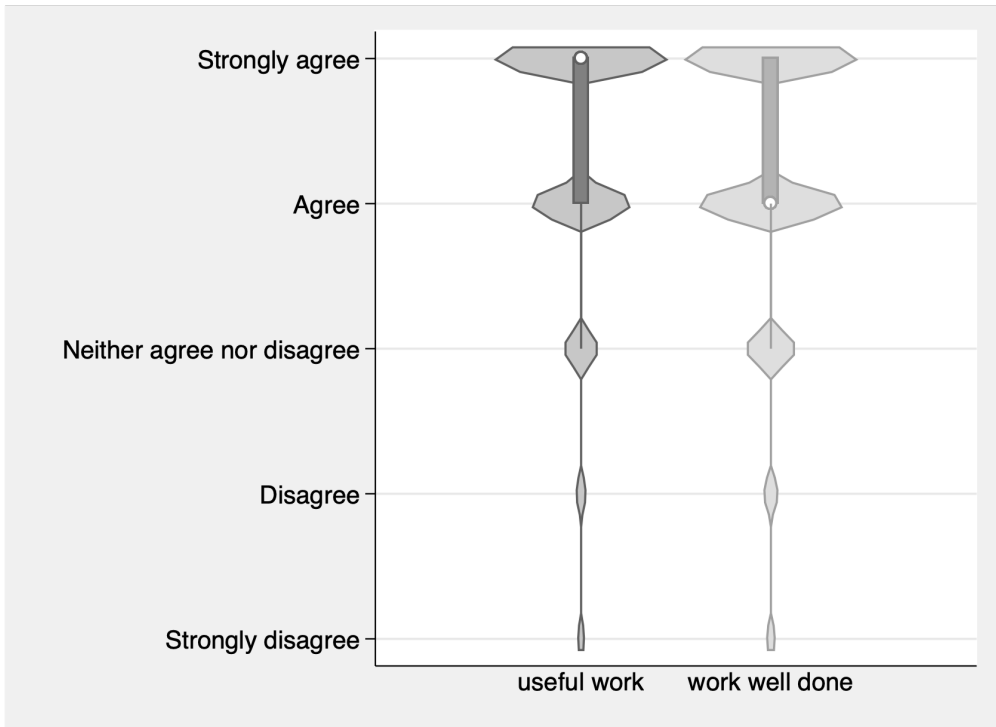 Strongly agree
Agree
Neither agree nor disagree
Disagree
Strongly disagree
useful work
work well done